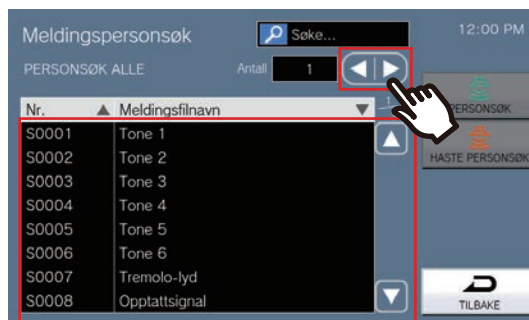 Meldingspersonsøk
Søke...
12:00 PM
PERSONSØK ALLE
Antall
1
PERSONSØK
Nr.
Meldingsfilnavn
1
S0001 Tone 1
S0002 Tone 2
HASTE PERSONSØK
S0003 Tone 3
S0004 Tone 4
S0005 Tone 5
S0006 Tone 6
S0007 Tremolo-lyd
S0008 Opptattsignal
TILBAKE